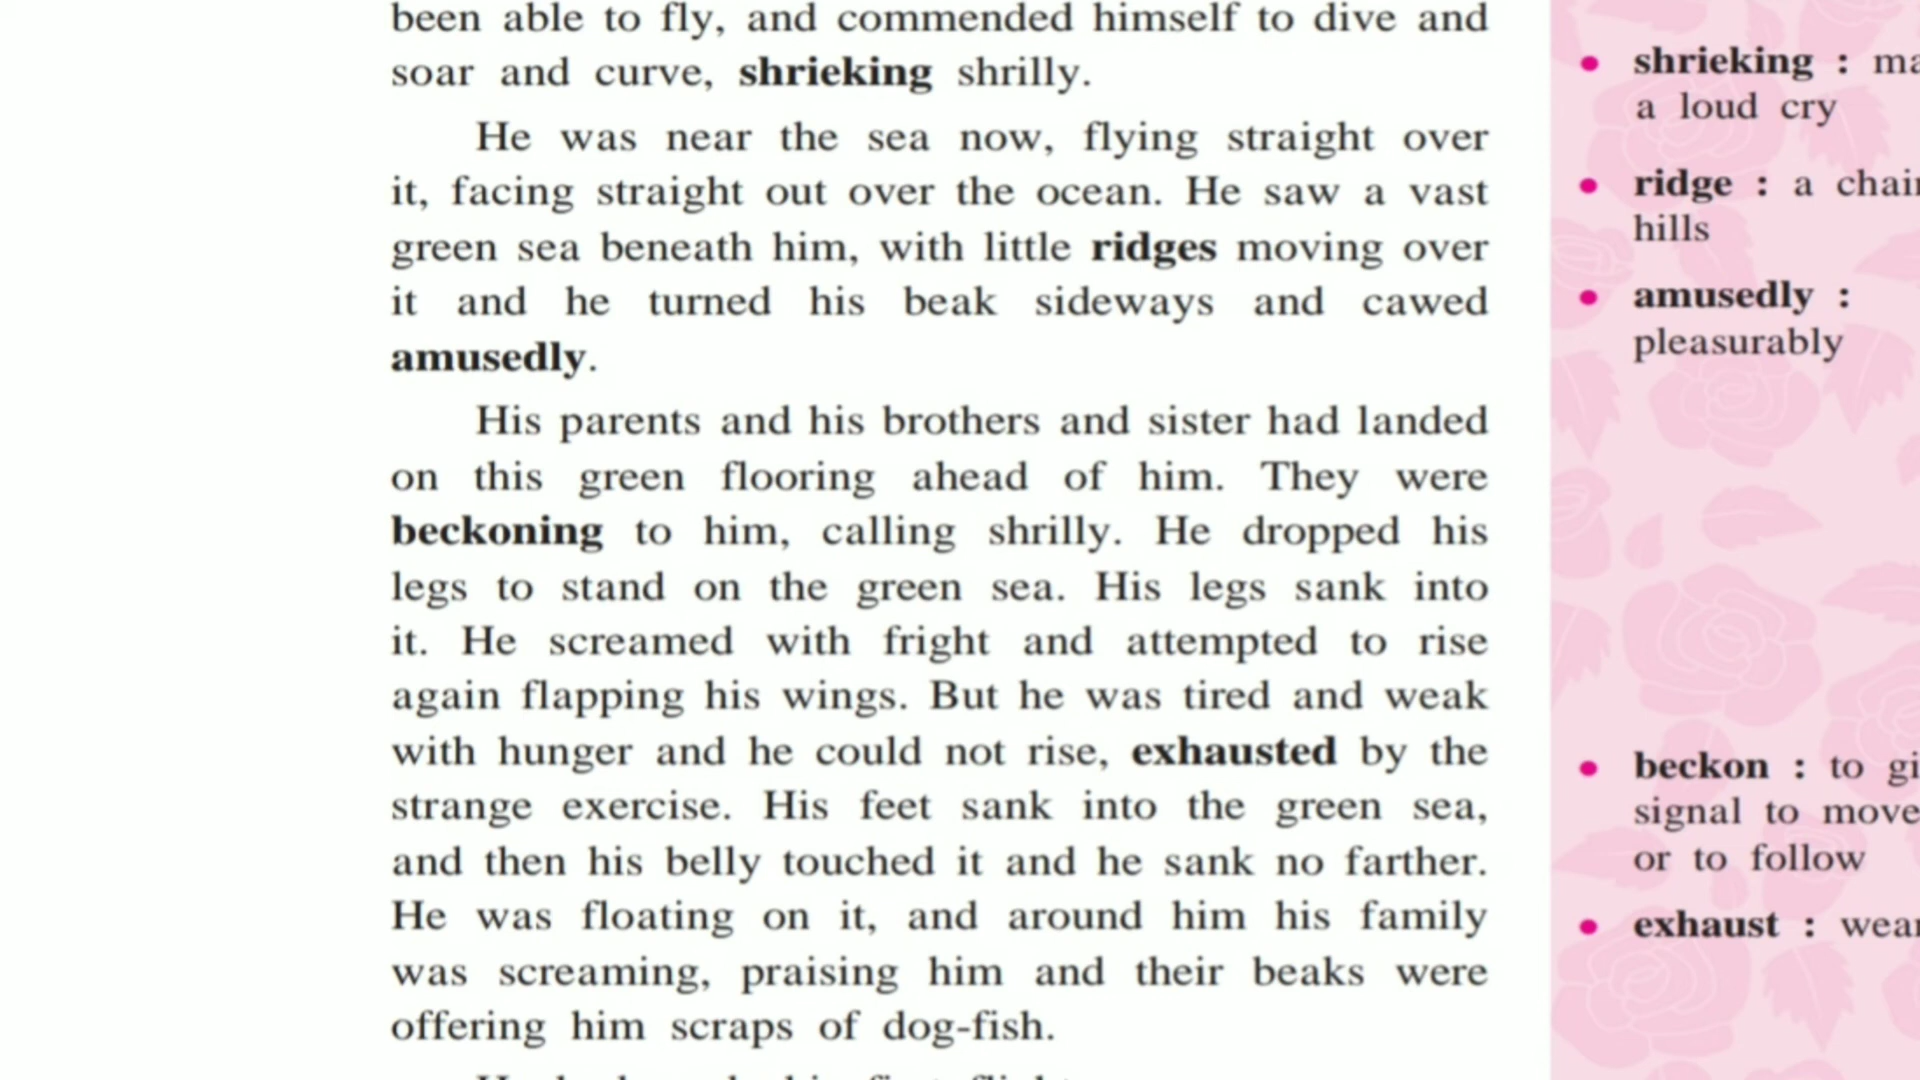 been able to fly, and commended himself to dive and
soar and curve, shrieking shrilly.
He was near the sea now, flying straight over
it, facing straight out over the ocean. He saw a vast
green sea beneath him, with little ridges moving over
it and he turned his beak sideways and cawed
amusedly.
His parents and his brothers and sister had landed
on this green flooring ahead of him. They were
beckoning to him, calling shrilly. He dropped his
legs to stand on the green sea. His legs sank into
it. He screamed with fright and attempted to rise
again flapping his wings. But he was tired and weak
with hunger and he could not rise, exhausted by the
strange exercise. His feet sank into the green sea,
and then his belly touched it and he sank no farther.
He was floating on it, and around him his family
was screaming, praising him and their beaks were
offering him scraps of dog-fish.
• shrieking : ma
a loud cry
• ridge : a chain
hills
• amusedly :
pleasurably
• beckon : to gi
signal to move
or to follow
• exhaust : wear